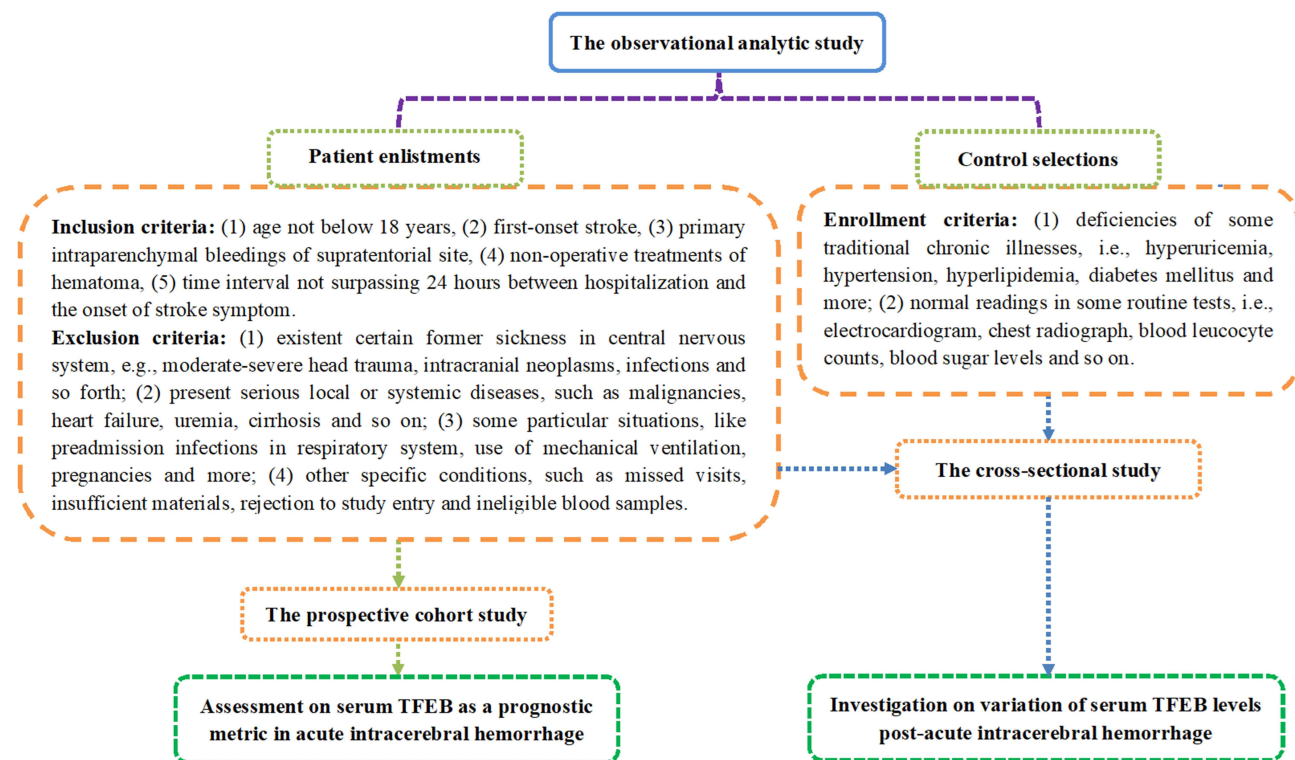 The observational analytic study
Patient enlistments
Control selections
Inclusion criteria: (1) age not below 18 years, (2) first-onset stroke, (3) primary
intraparenchymal bleedings of supratentorial site, (4) non-operative treatments of
hematoma, (5) time interval not surpassing 24 hours between hospitalization and
the onset of stroke symptom.
Exclusion criteria: (1) existent certain former sickness in central nervous
system, e.g., moderate-severe head trauma, intracranial neoplasms, infections and
so forth; (2) present serious local or systemic diseases, such as malignancies,
heart failure, uremia, cirrhosis and so on; (3) some particular situations, like
preadmission infections in respiratory system, use of mechanical ventilation,
pregnancies and more; (4) other specific conditions, such as missed visits,
insufficient materials, rejection to study entry and ineligible blood samples.
Enrollment criteria: (1) deficiencies of some
traditional chronic illnesses, i.e., hyperuricemia,
hypertension, hyperlipidemia, diabetes mellitus and
more; (2) normal readings in some routine tests, i.e.,
electrocardiogram, chest radiograph, blood leucocyte
counts, blood sugar levels and so on.
The cross-sectional study
The prospective cohort study
Assessment on serum TFEB as a prognostic
metric in acute intracerebral hemorrhage
Investigation on variation of serum TFEB levels
post-acute intracerebral hemorrhage